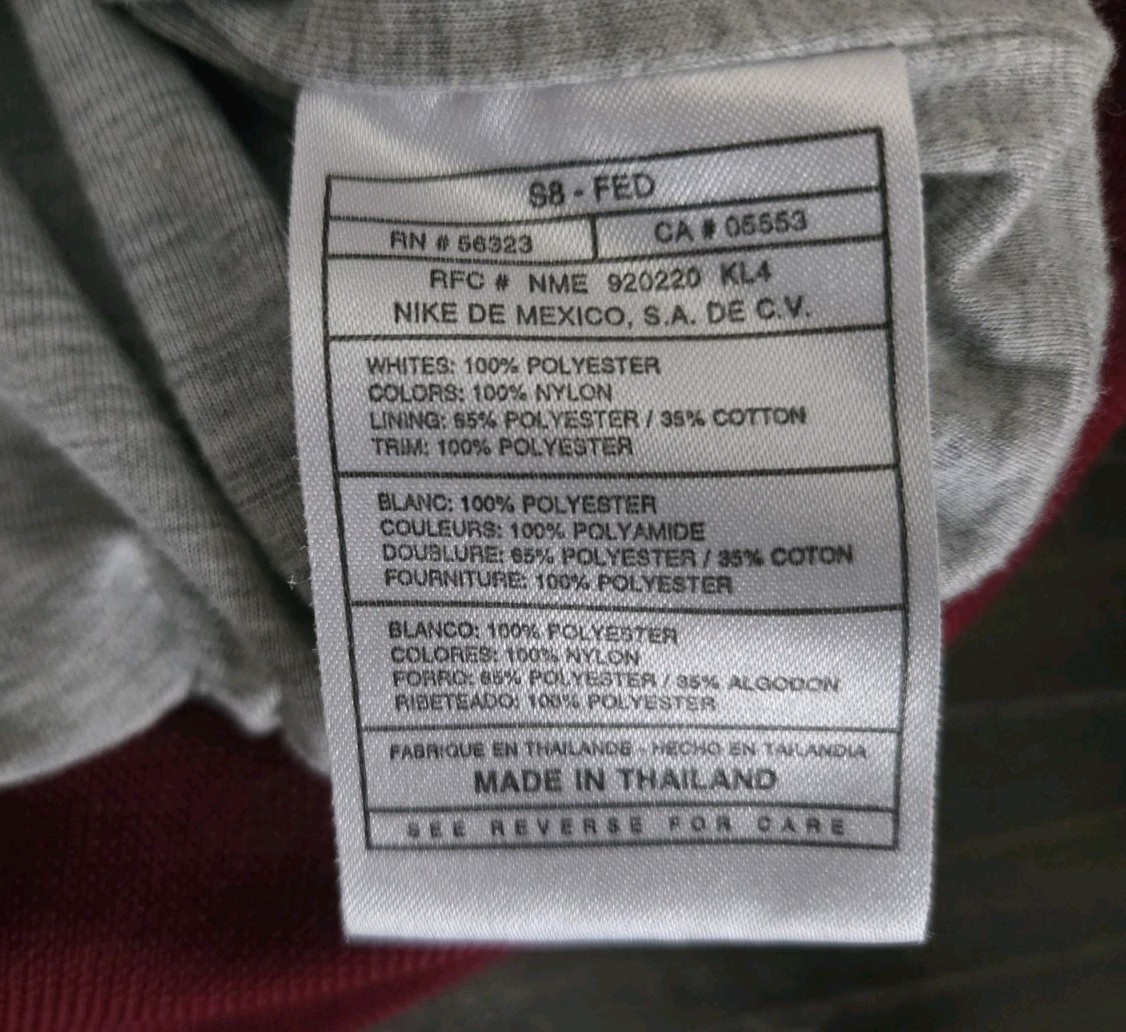 S8 - FED
RN # 56323
CA # 05553
RFC # NME 920220 KL4
NIKE DE MEXICO, S.A. DE C.V.
WHITES: 100% POLYESTER
COLORS: 100% NYLON
LINING: 65% POLYESTER / 35% COTTON
TRIM: 100% POLYESTER
BLANC: 100% POLYESTER
COULEURS: 100% POLYAMIDE
DOUBLURE: 65% POLYESTER / 35% COTON
FOURNITURE: 100% POLYESTER
BLANCO: 100% POLYESTER
COLORES: 100% NYLON
FORRO: 65% POLYESTER / 35% ALGODON
RIBETEADO: 100% POLYESTER
FABRIQUE EN THAILANDE - HECHO EN TAILANDIA
MADE IN THAILAND
SEE REVERSE FOR CARE